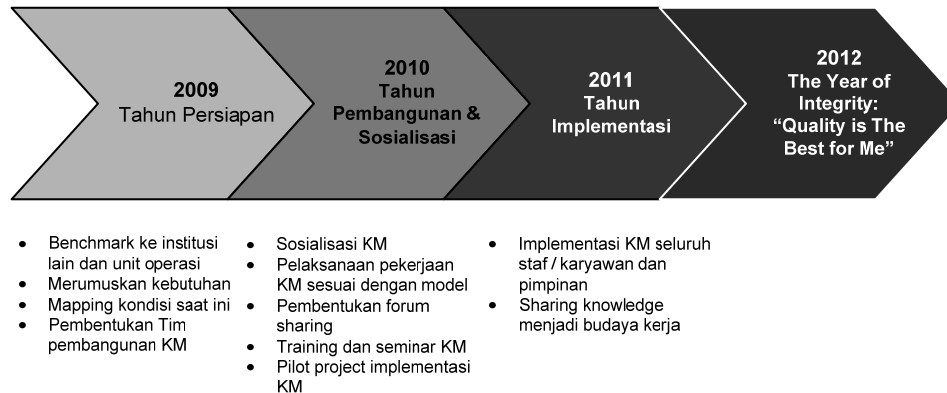 2009
Tahun Persiapan
2010
Tahun
Pembangunan &
Sosialisasi
2011
Tahun
Implementasi
2012
The Year of
Integrity:
“Quality is The
Best for Me”
• Benchmark ke institusi
lain dan unit operasi
• Merumuskan kebutuhan
• Mapping kondisi saat ini
• Pembentukan Tim
pembangunan KM
• Sosialisasi KM
• Pelaksanaan pekerjaan
KM sesuai dengan model
• Pembentukan forum
sharing
• Training dan seminar KM
• Pilot project implementasi
KM
• Implementasi KM seluruh
staf / karyawan dan
pimpinan
• Sharing knowledge
menjadi budaya kerja